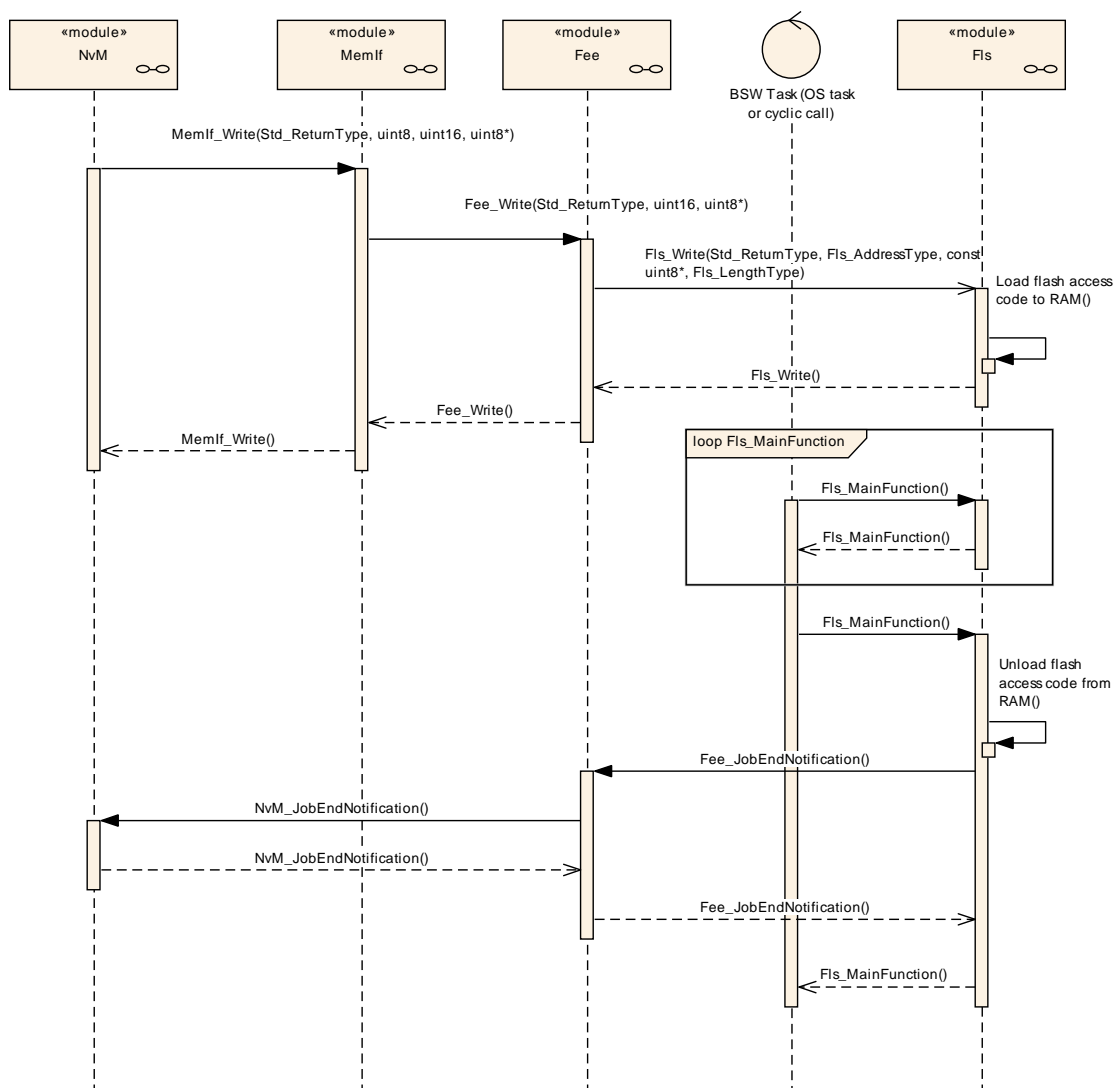 «module»
NvM
«module»
MemIf
«module»
Fee
BSW Task (OS task
or cyclic call)
«module»
Fls
MemIf_Write(Std_ReturnType, uint8, uint16, uint8*)
Fee_Write(Std_ReturnType, uint16, uint8*)
Fls_Write(Std_ReturnType, Fls_AddressType, const
uint8*, Fls_LengthType)
Load flash access
code to RAM()
Fls_Write()
Fee_Write()
MemIf_Write()
loop Fls_MainFunction
Fls_MainFunction()
Fls_MainFunction()
Fls_MainFunction()
Unload flash
access code from
RAM()
Fee_JobEndNotification()
NvM_JobEndNotification()
NvM_JobEndNotification()
Fee_JobEndNotification()
Fls_MainFunction()